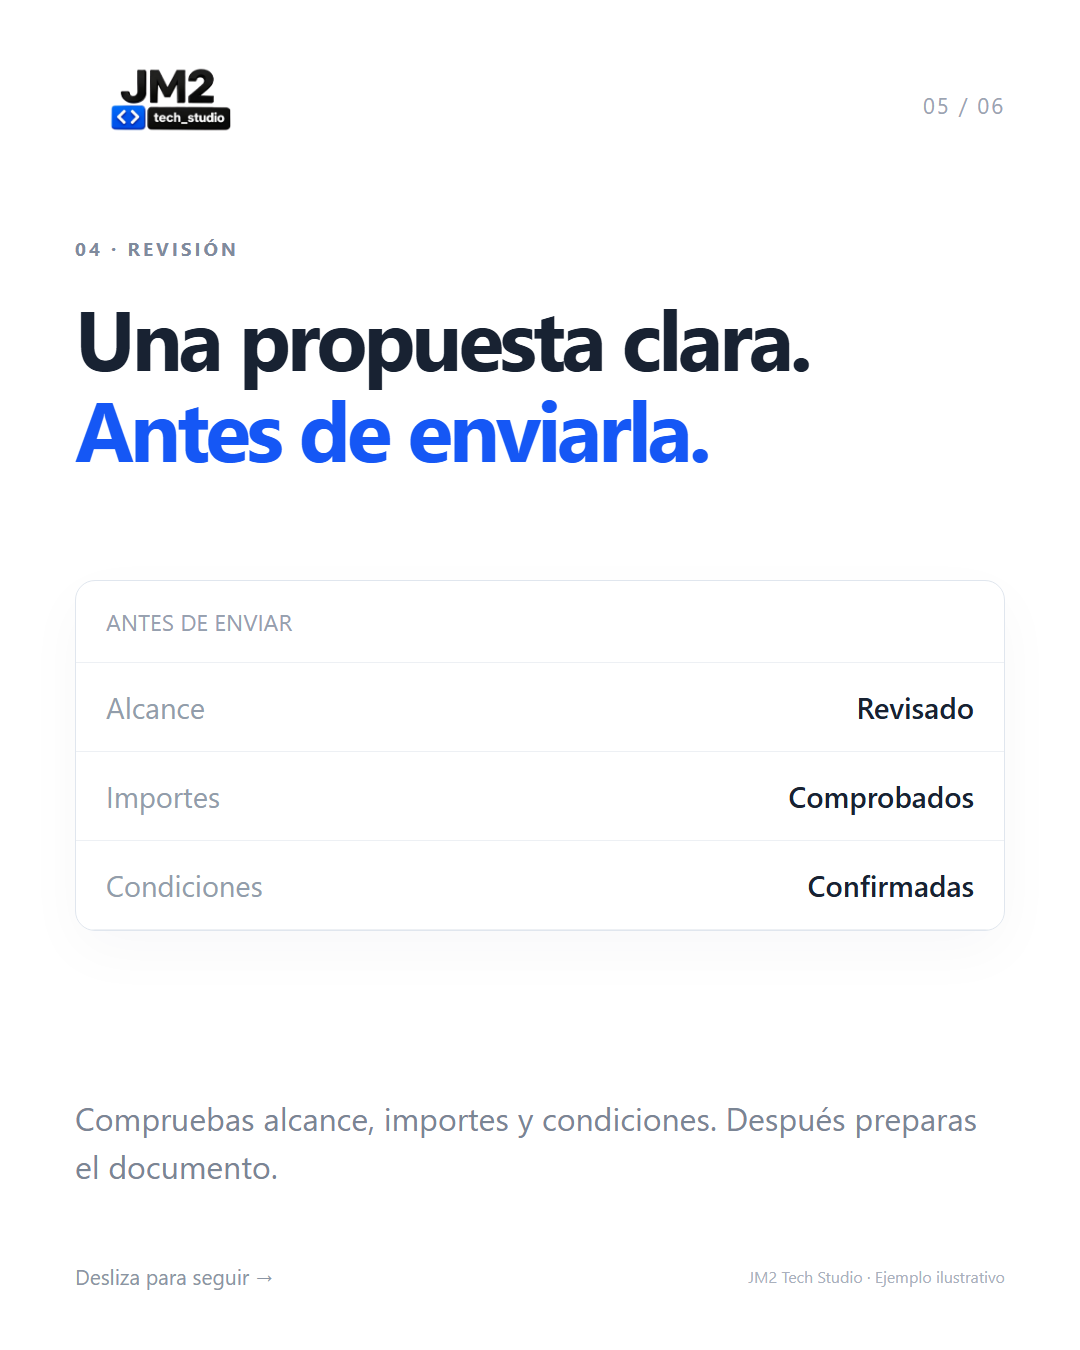 JM2
<> tech_studio
05 / 06
04 · REVISIÓN
Una propuesta clara.
Antes de enviarla.
ANTES DE ENVIAR
Alcance Revisado
Importes Comprobados
Condiciones Confirmadas
Compruebas alcance, importes y condiciones. Después preparas
el documento.
Desliza para seguir →
JM2 Tech Studio · Ejemplo ilustrativo